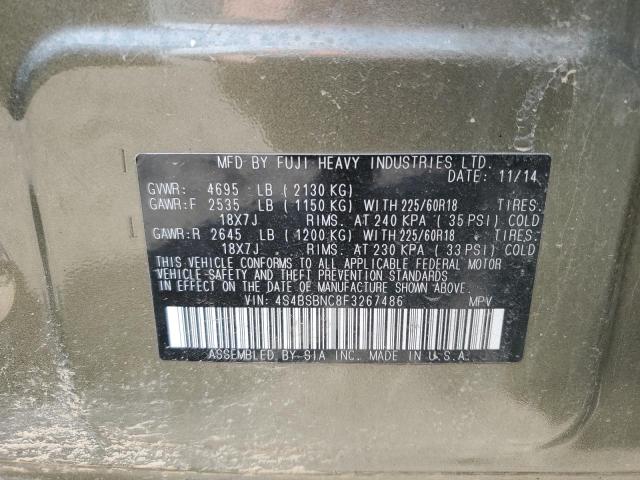 MFD BY FUJI HEAVY INDUSTRIES LTD.
DATE: 11/14
GVWR: 4695 LB ( 2130 KG)
GAWR:F 2535 LB ( 1150 KG) WITH 225/60R18 TIRES.
18X7J RIMS. AT 240 KPA ( 35 PSI) COLD
GAWR:R 2645 LB ( 1200 KG) WITH 225/60R18 TIRES.
18X7J RIMS. AT 230 KPA ( 33 PSI) COLD
THIS VEHICLE CONFORMS TO ALL APPLICABLE FEDERAL MOTOR
VEHICLE SAFETY AND THEFT PREVENTION STANDARDS
IN EFFECT ON THE DATE OF MANUFACTURE SHOWN ABOVE.
VIN: 4S4BSBNC8F3267486 MPV
ASSEMBLED BY SIA INC. MADE IN U.S.A.